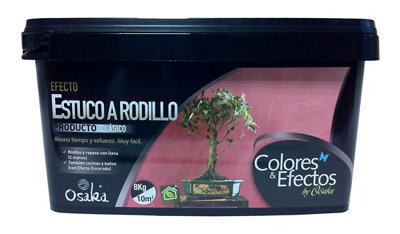 EFECTO
ESTUCO A RODILLO
PRODUCTO CLÁSICO
Ahorra tiempo y esfuerzo. Muy fácil.
Rodillo y repaso con llana
(2 manos)
También cocinas y baños
(con Efecto Encerado)
Osaka
8Kg
10m²
Colores
& Efectos
by Osaka